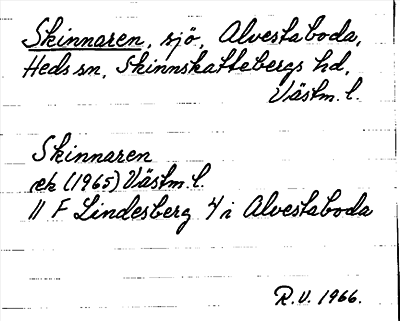 Skinnaren, sjö, Alvestaboda,
Heds sn, Skinnskattebergs hd,
Västm. l.
Skinnaren
ek (1965) Västm. l.
11 F Lindesberg 4 i Alvestaboda
R.V. 1966.